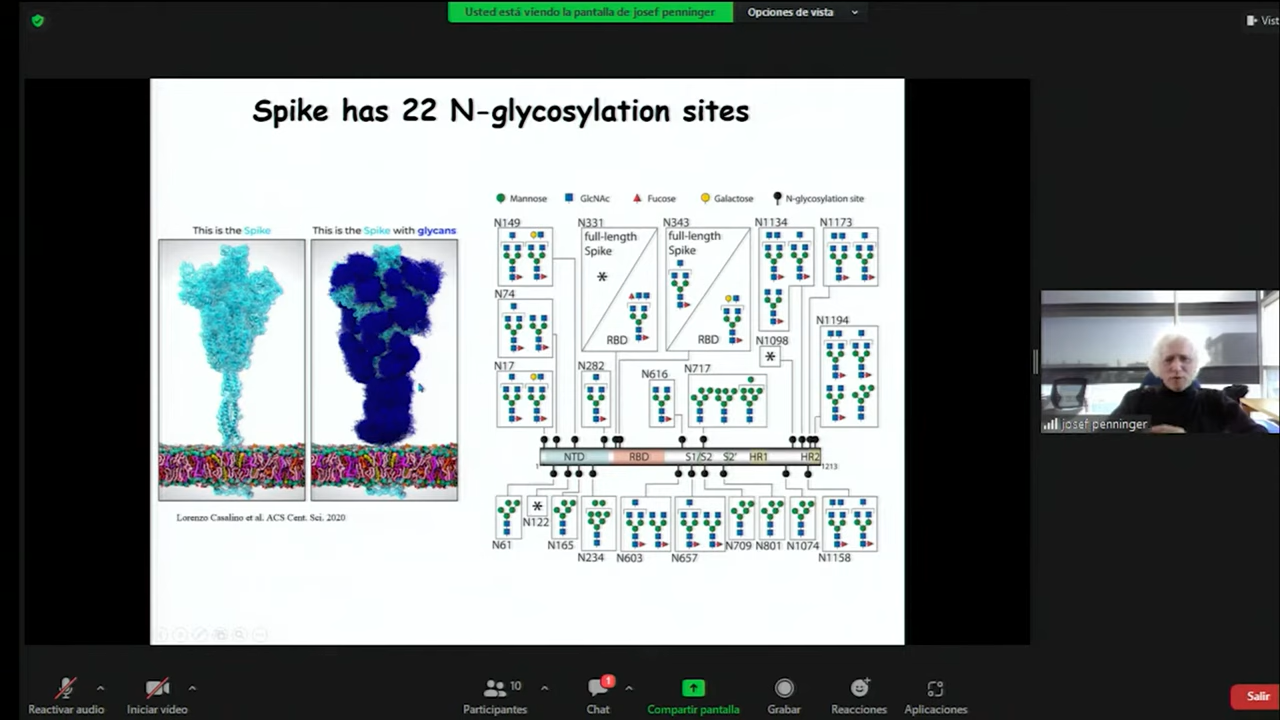 Usted está viendo la pantalla de josef penninger
Opciones de vista
Vist
Spike has 22 N-glycosylation sites
Mannose GlcNAc Fucose Galactose N-glycosylation site
This is the Spike
This is the Spike with glycans
N149 N331 N343 N1134 N1173
full-length Spike
*
RBD
full-length Spike
RBD
N74
N1194
N1098
*
N17 N282 N616 N717
NTD RBD S1/S2 S2' HR1 HR2
1 1213
*
N61 N122 N165 N234 N603 N657 N709 N801 N1074 N1158
Lorenzo Casalino et al. ACS Cent. Sci. 2020
josef penninger
Reactivar audio
Iniciar vídeo
10
Participantes
1
Chat
Compartir pantalla
Grabar
Reacciones
Aplicaciones
Salir